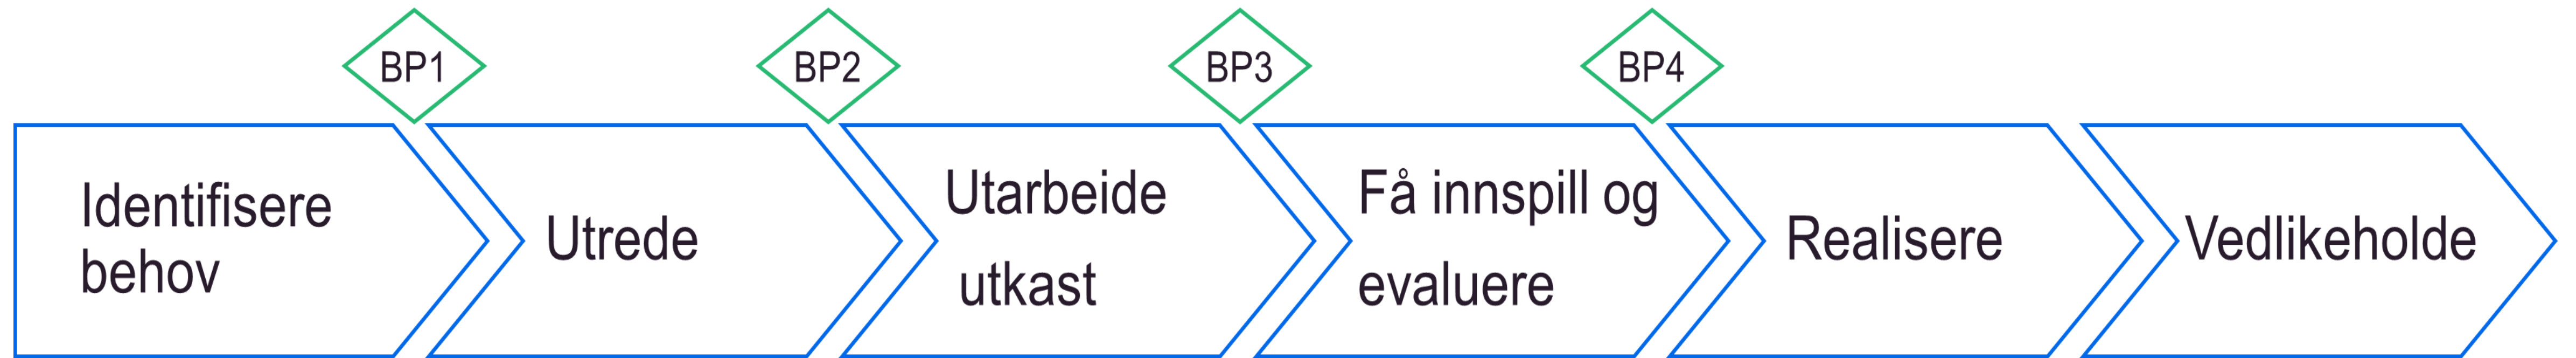 BP1
BP2
BP3
BP4
Identifisere
behov
Utrede
Utarbeide
utkast
Få innspill og
evaluere
Realisere
Vedlikeholde